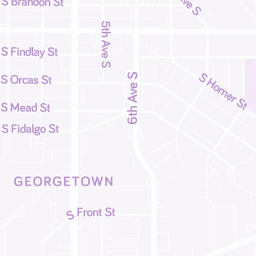 S Brandon St
5th Ave S
S Findlay St
S Orcas St
6th Ave S
S Homer St
S Mead St
S Fidalgo St
GEORGETOWN
S Front St